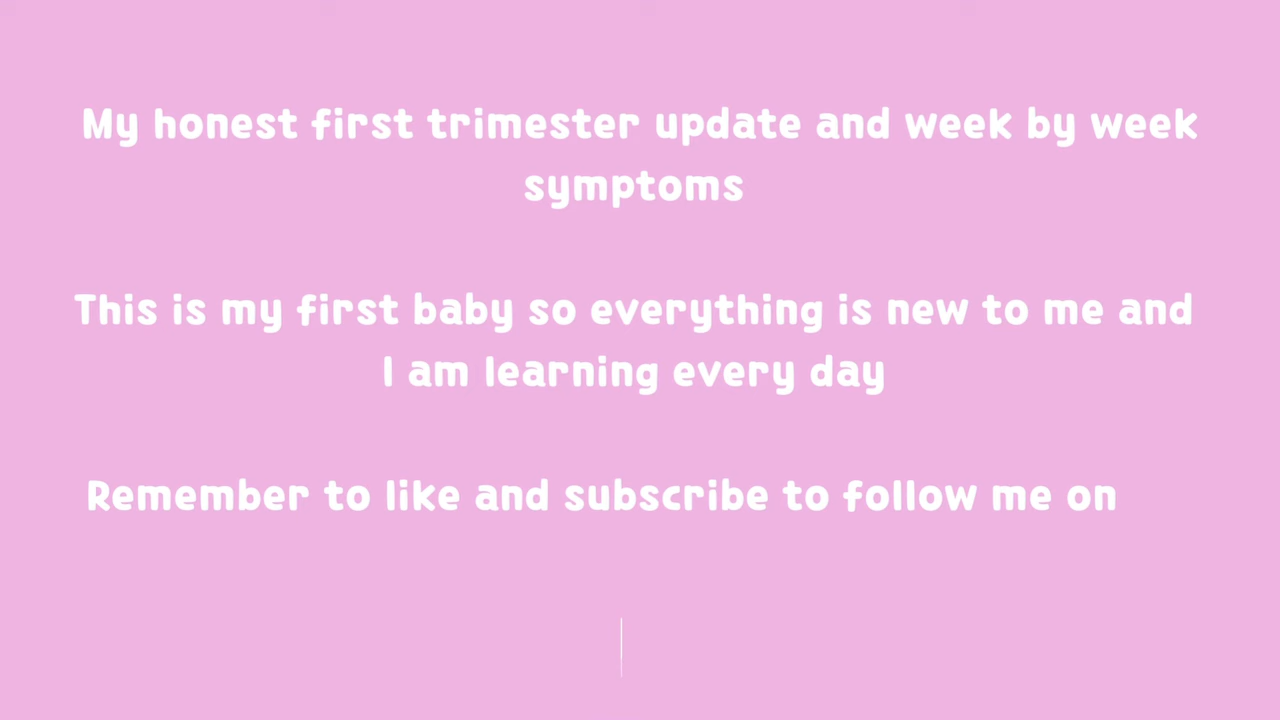 My honest first trimester update and week by week
symptoms
This is my first baby so everything is new to me and
I am learning every day
Remember to like and subscribe to follow me on